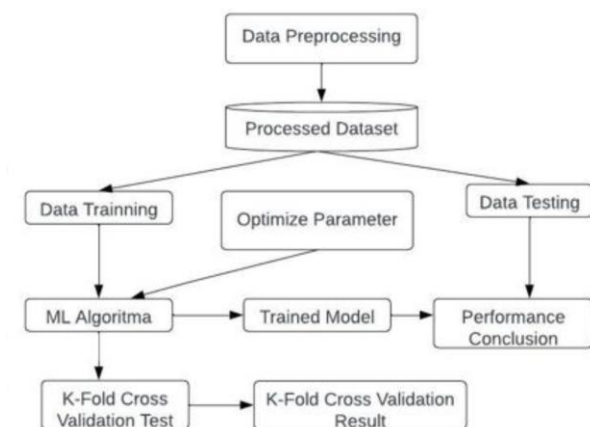 Data Preprocessing
Processed Dataset
Data Trainning
Optimize Parameter
Data Testing
ML Algoritma
Trained Model
Performance
Conclusion
K-Fold Cross
Validation Test
K-Fold Cross Validation
Result